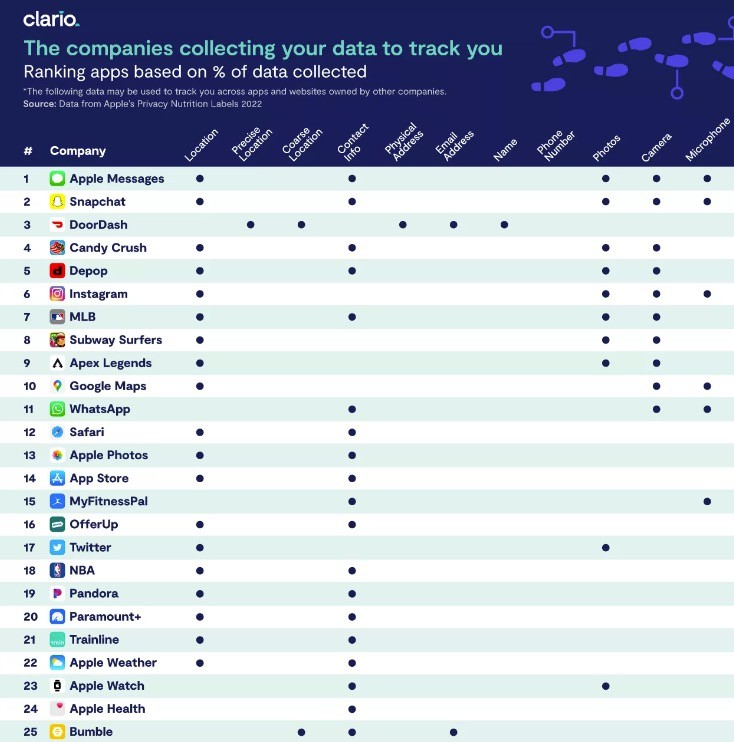 clario.
The companies collecting your data to track you
Ranking apps based on % of data collected
*The following data may be used to track you across apps and websites owned by other companies.
Source: Data from Apple's Privacy Nutrition Labels 2022
# Company Location Precise Location Coarse Location Contact Info Physical Address Email Address Name Phone Number Photos Camera Microphone
1 Apple Messages
2 Snapchat
3 DoorDash
4 Candy Crush
5 Depop
6 Instagram
7 MLB
8 Subway Surfers
9 Apex Legends
10 Google Maps
11 WhatsApp
12 Safari
13 Apple Photos
14 App Store
15 MyFitnessPal
16 OfferUp
17 Twitter
18 NBA
19 Pandora
20 Paramount+
21 Trainline
22 Apple Weather
23 Apple Watch
24 Apple Health
25 Bumble